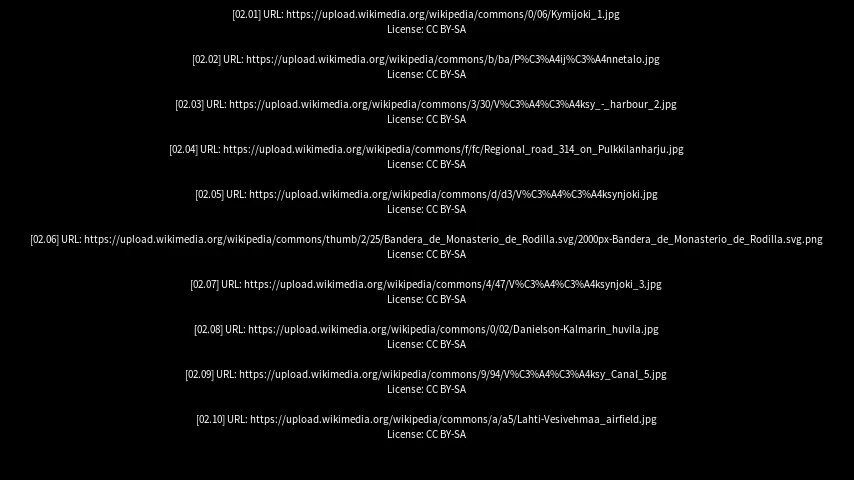 [02.01] URL: https://upload.wikimedia.org/wikipedia/commons/0/06/Kymijoki_1.jpg
License: CC BY-SA
[02.02] URL: https://upload.wikimedia.org/wikipedia/commons/b/ba/P%C3%A4ij%C3%A4nnetalo.jpg
License: CC BY-SA
[02.03] URL: https://upload.wikimedia.org/wikipedia/commons/3/30/V%C3%A4%C3%A4ksy_-_harbour_2.jpg
License: CC BY-SA
[02.04] URL: https://upload.wikimedia.org/wikipedia/commons/f/fc/Regional_road_314_on_Pulkkilanharju.jpg
License: CC BY-SA
[02.05] URL: https://upload.wikimedia.org/wikipedia/commons/d/d3/V%C3%A4%C3%A4ksynjoki.jpg
License: CC BY-SA
[02.06] URL: https://upload.wikimedia.org/wikipedia/commons/thumb/2/25/Bandera_de_Monasterio_de_Rodilla.svg/2000px-Bandera_de_Monasterio_de_Rodilla.svg.png
License: CC BY-SA
[02.07] URL: https://upload.wikimedia.org/wikipedia/commons/4/47/V%C3%A4%C3%A4ksynjoki_3.jpg
License: CC BY-SA
[02.08] URL: https://upload.wikimedia.org/wikipedia/commons/0/02/Danielson-Kalmarin_huvila.jpg
License: CC BY-SA
[02.09] URL: https://upload.wikimedia.org/wikipedia/commons/9/94/V%C3%A4%C3%A4ksy_Canal_5.jpg
License: CC BY-SA
[02.10] URL: https://upload.wikimedia.org/wikipedia/commons/a/a5/Lahti-Vesivehmaa_airfield.jpg
License: CC BY-SA